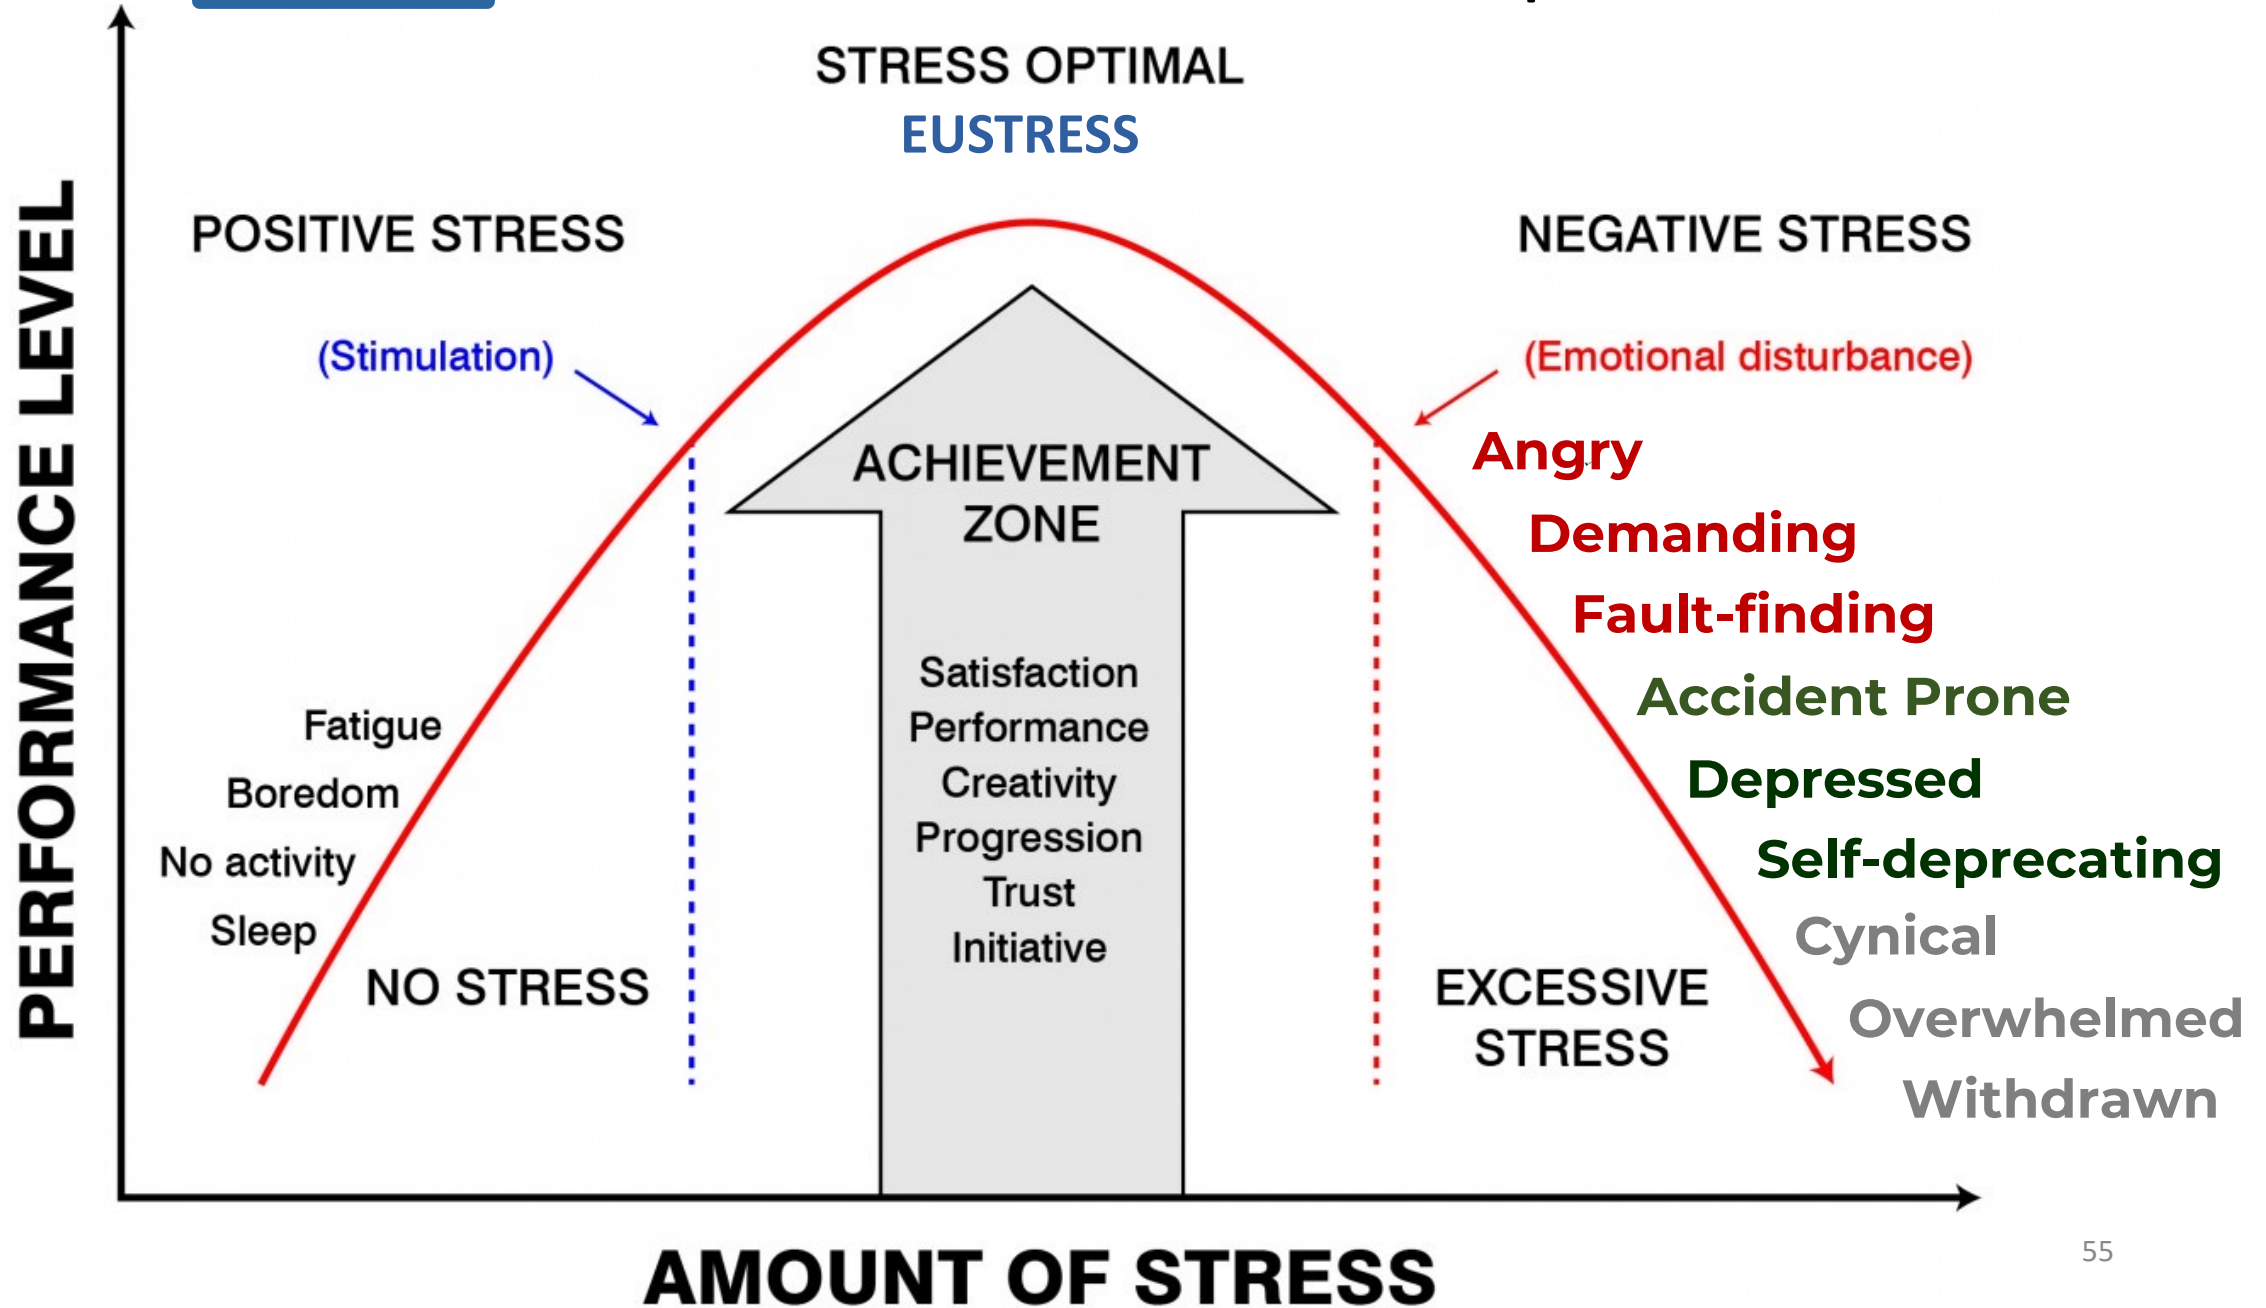 STRESS OPTIMAL
EUSTRESS
POSITIVE STRESS
NEGATIVE STRESS
(Stimulation)
(Emotional disturbance)
PERFORMANCE LEVEL
ACHIEVEMENT
ZONE
Satisfaction
Performance
Creativity
Progression
Trust
Initiative
Fatigue
Boredom
No activity
Sleep
NO STRESS
Angry
Demanding
Fault-finding
Accident Prone
Depressed
Self-deprecating
Cynical
Overwhelmed
Withdrawn
EXCESSIVE
STRESS
AMOUNT OF STRESS
55